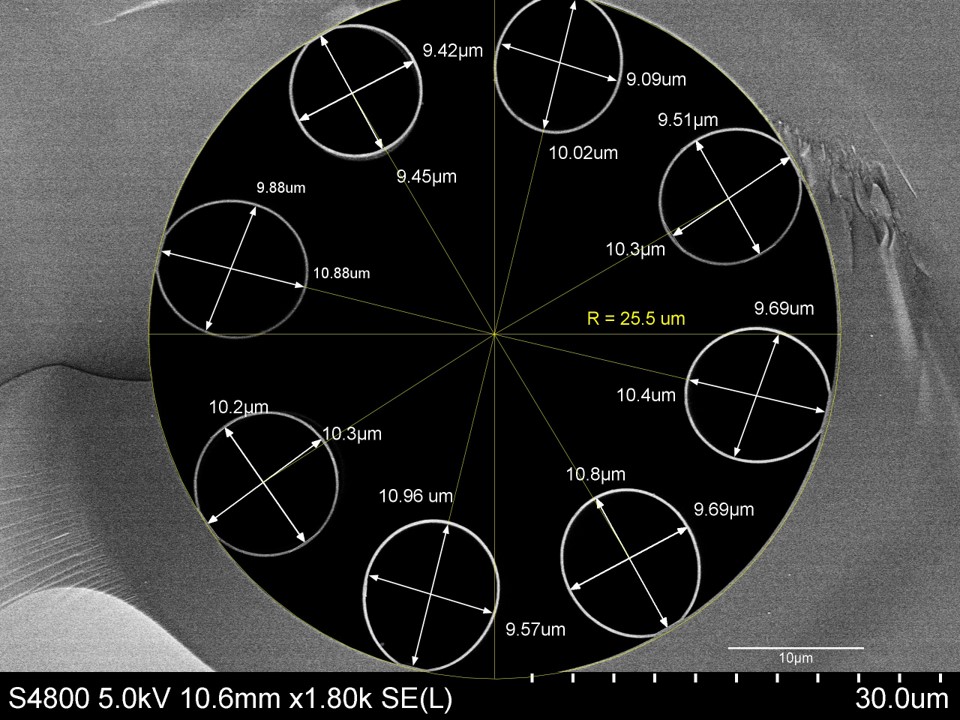 9.42µm
9.09um
9.51µm
10.02um
9.45µm
9.88um
10.3µm
10.88um
R = 25.5 um
9.69um
10.4um
10.2µm
10.3µm
10.8µm
10.96 um
9.69µm
9.57um
10µm
S4800 5.0kV 10.6mm x1.80k SE(L)
30.0um